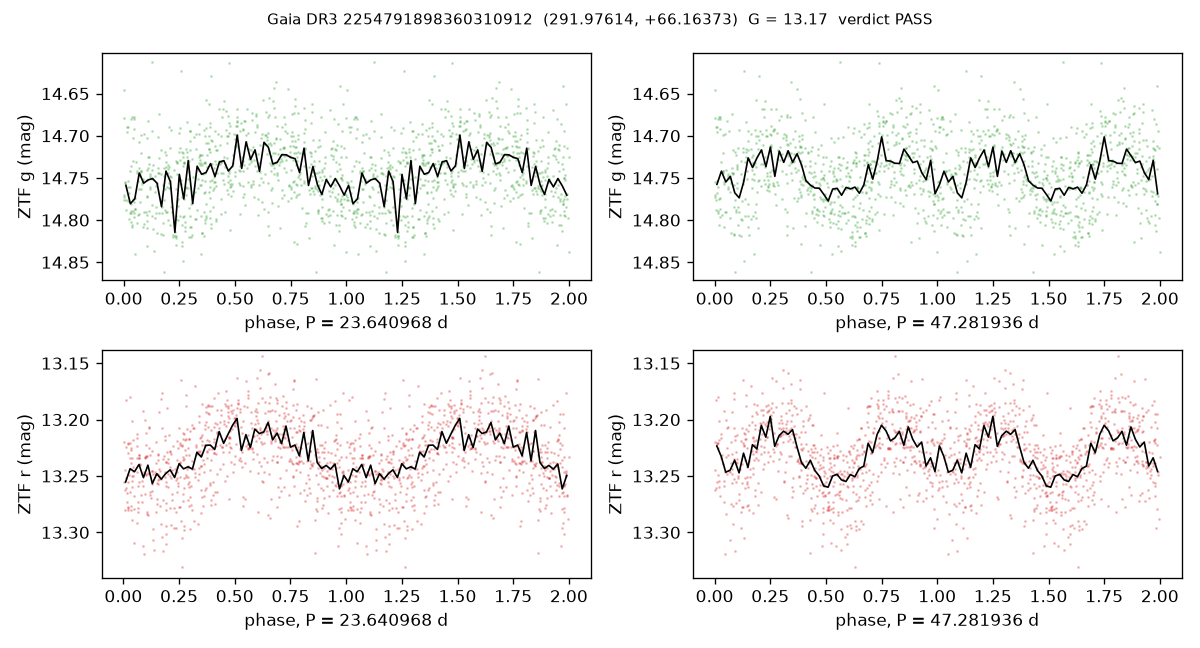 Gaia DR3 2254791898360310912 (291.97614, +66.16373) G = 13.17 verdict PASS
ZTF g (mag)
14.65
14.70
14.75
14.80
14.85
0.00 0.25 0.50 0.75 1.00 1.25 1.50 1.75 2.00
phase, P = 23.640968 d
ZTF g (mag)
14.65
14.70
14.75
14.80
14.85
0.00 0.25 0.50 0.75 1.00 1.25 1.50 1.75 2.00
phase, P = 47.281936 d
ZTF r (mag)
13.15
13.20
13.25
13.30
0.00 0.25 0.50 0.75 1.00 1.25 1.50 1.75 2.00
phase, P = 23.640968 d
ZTF r (mag)
13.15
13.20
13.25
13.30
0.00 0.25 0.50 0.75 1.00 1.25 1.50 1.75 2.00
phase, P = 47.281936 d